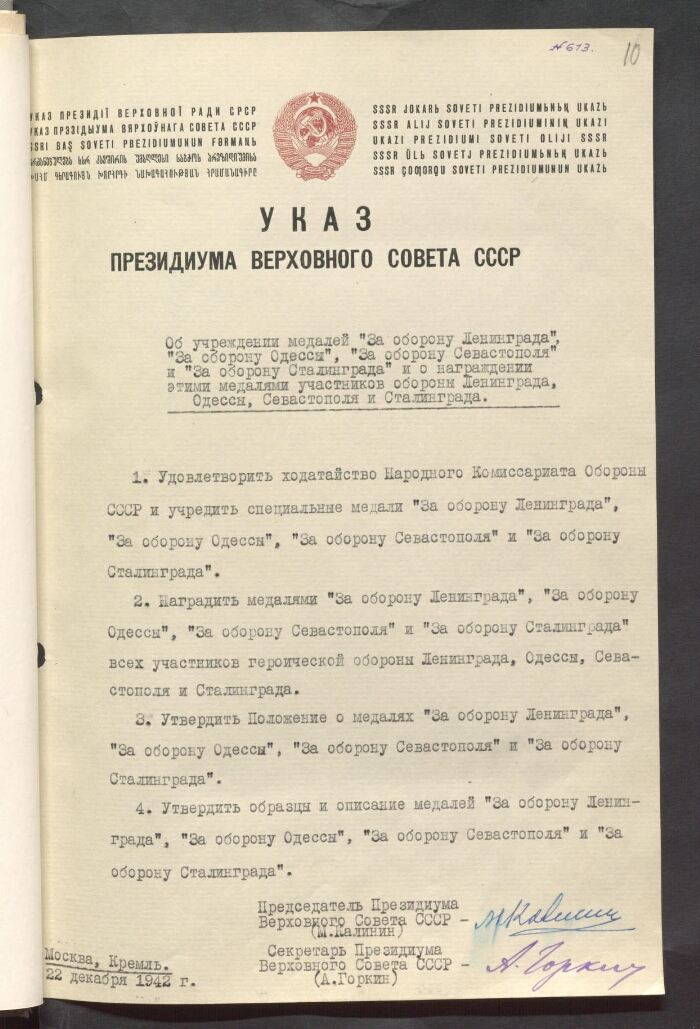 № 613.
10
УКАЗ ПРЕЗИДІЇ ВЕРХОВНОЇ РАДИ СРСР
УКАЗ ПРЭЗІДЫУМА ВЯРХОЎНАГА СОВЕТА СССР
SSRI BAŞ SOVETI PREZIDIUMUNUN FƏRMANЬ
SSSR JOKARЬ SOVETI PREZIDIUMЬNЬꞐ UKAZЬ
SSSR ALIJ SOVETI PREZIDIUMINIꞐ UKAZI
UKAZI PREZIDIUMI SOVETI OLIJI SSSR
SSSR ÜLЬ SOVETJ PREZIDIUMЬNЬꞐ UKAZЬ
SSSR ÇOƢORƢU SOVETI PREZIDIUMUNUN UKAZЬ
УКАЗ
ПРЕЗИДИУМА ВЕРХОВНОГО СОВЕТА СССР
Об учреждении медалей "За оборону Ленинграда",
"За оборону Одессы", "За оборону Севастополя"
и "За оборону Сталинграда" и о награждении
этими медалями участников обороны Ленинграда,
Одессы, Севастополя и Сталинграда.
1. Удовлетворить ходатайство Народного Комиссариата Обороны
СССР и учредить специальные медали "За оборону Ленинграда",
"За оборону Одессы", "За оборону Севастополя" и "За оборону
Сталинграда".
2. Наградить медалями "За оборону Ленинграда", "За оборону
Одессы", "За оборону Севастополя" и "За оборону Сталинграда"
всех участников героической обороны Ленинграда, Одессы, Сева-
стополя и Сталинграда.
3. Утвердить Положение о медалях "За оборону Ленинграда",
"За оборону Одессы", "За оборону Севастополя" и "За оборону
Сталинграда".
4. Утвердить образцы и описание медалей "За оборону Ленин-
града", "За оборону Одессы", "За оборону Севастополя" и "За
оборону Сталинграда".
Председатель Президиума
Верховного Совета СССР - М Калинин
(М.Калинин)
Секретарь Президиума
Верховного Совета СССР - А. Горкин
(А.Горкин)
Москва, Кремль.
22 декабря 1942 г.